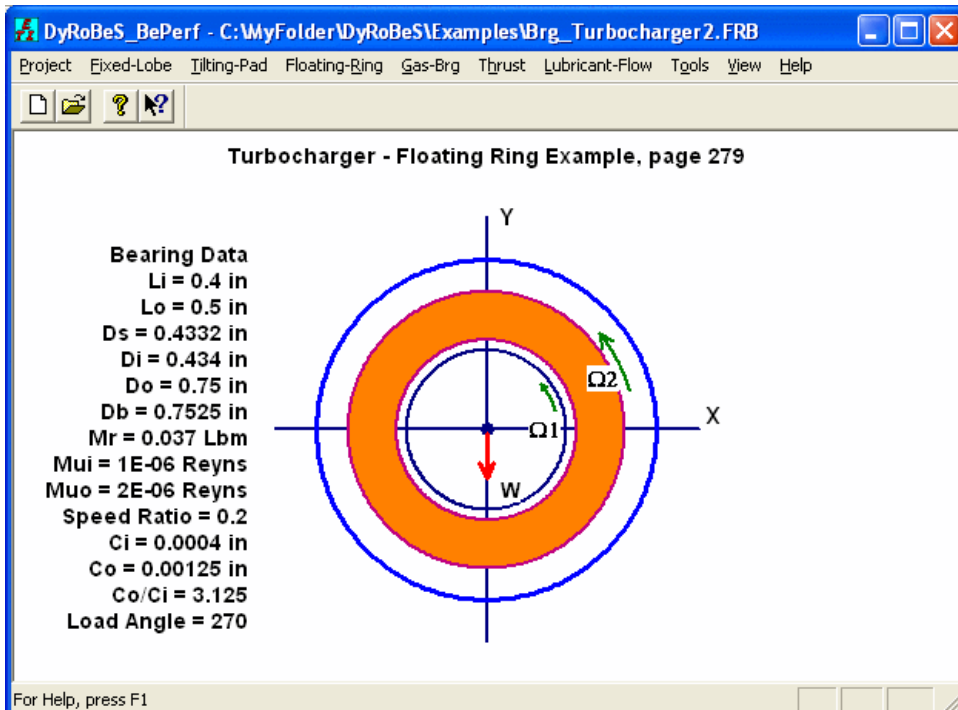 DyRoBeS_BePerf - C:\MyFolder\DyRoBeS\Examples\Brg_Turbocharger2.FRB
Project Fixed-Lobe Tilting-Pad Floating-Ring Gas-Brg Thrust Lubricant-Flow Tools View Help
Turbocharger - Floating Ring Example, page 279
Y
Bearing Data
Li = 0.4 in
Lo = 0.5 in
Ds = 0.4332 in
Di = 0.434 in
Do = 0.75 in
Db = 0.7525 in
Mr = 0.037 Lbm
Mui = 1E-06 Reyns
Muo = 2E-06 Reyns
Speed Ratio = 0.2
Ci = 0.0004 in
Co = 0.00125 in
Co/Ci = 3.125
Load Angle = 270
Ω2
X
Ω1
W
For Help, press F1